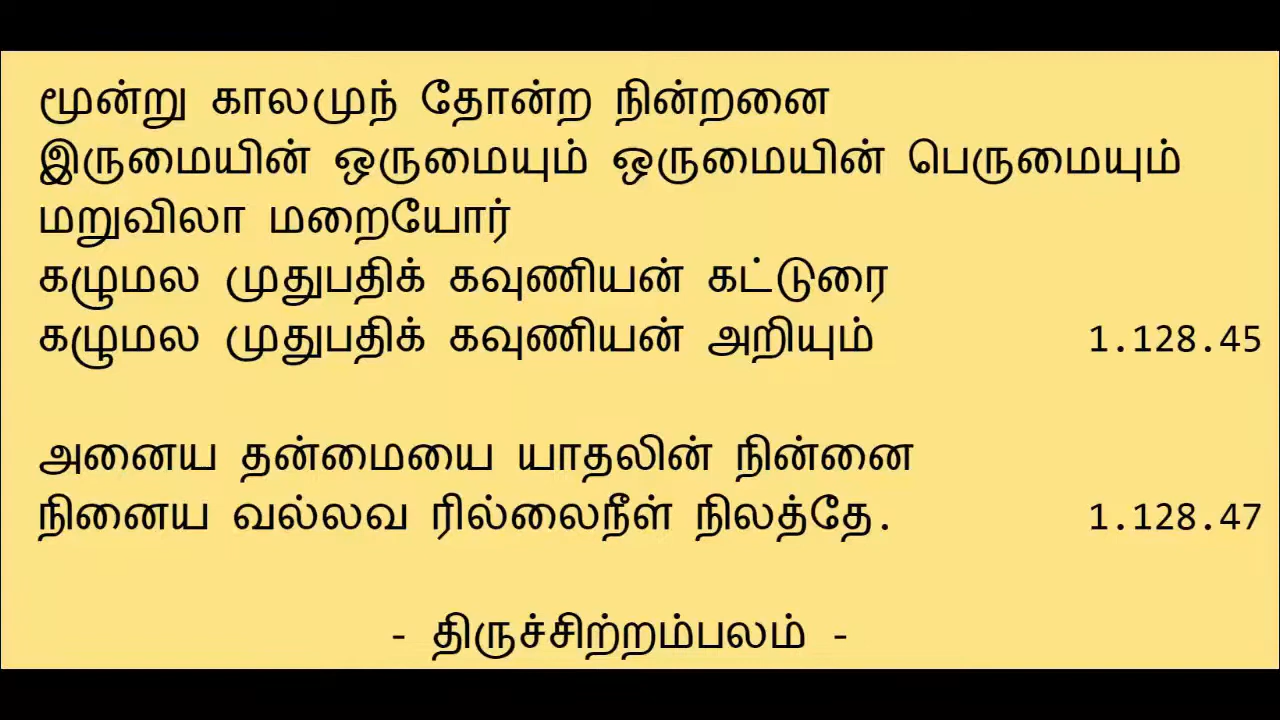 மூன்று காலமுந் தோன்ற நின்றனை
இருமையின் ஒருமையும் ஒருமையின் பெருமையும்
மறுவிலா மறையோர்
கழுமல முதுபதிக் கவுணியன் கட்டுரை
கழுமல முதுபதிக் கவுணியன் அறியும் 1.128.45
அனைய தன்மையை யாதலின் நின்னை
நினைய வல்லவ ரில்லைநீள் நிலத்தே. 1.128.47
- திருச்சிற்றம்பலம் -